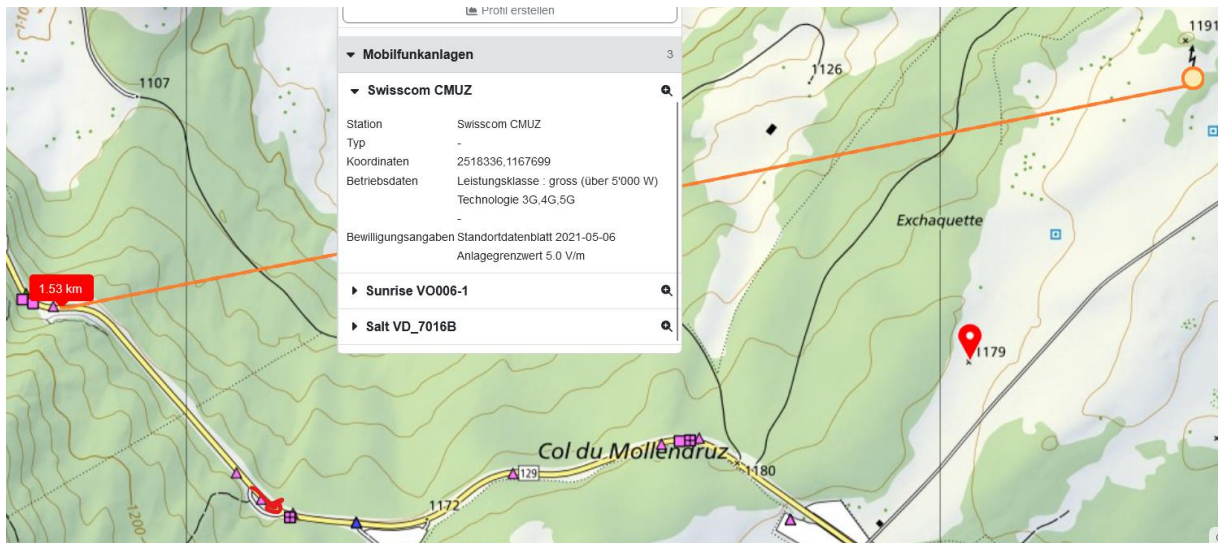 Profil erstellen
Mobilfunkanlagen 3
Swisscom CMUZ
Station Swisscom CMUZ
Typ -
Koordinaten 2518336,1167699
Betriebsdaten Leistungsklasse : gross (über 5'000 W)
Technologie 3G,4G,5G
-
Bewilligungsangaben Standortdatenblatt 2021-05-06
Anlagegrenzwert 5.0 V/m
Sunrise VO006-1
Salt VD_7016B
1191
1107
1126
Exchaquette
1.53 km
1179
Col du Mollendruz
129
1180
1172
1200